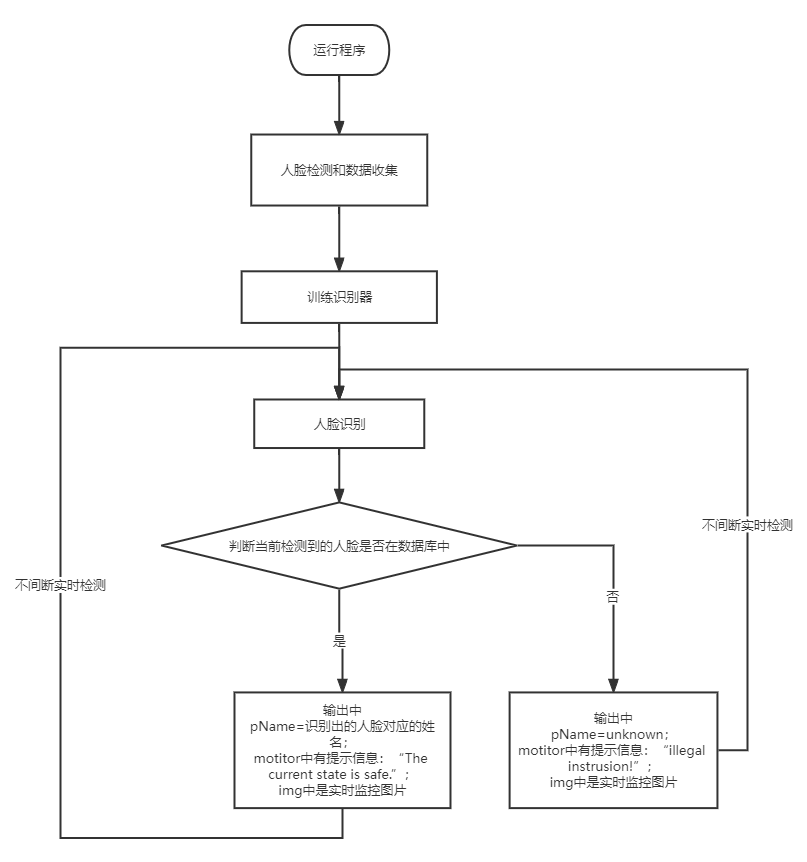 运行程序
人脸检测和数据收集
训练识别器
人脸识别
判断当前检测到的人脸是否在数据库中
不间断实时检测
不间断实时检测
否
是
输出中
pName=识别出的人脸对应的姓
名；
motitor中有提示信息：“The
current state is safe.”；
img中是实时监控图片
输出中
pName=unknown；
motitor中有提示信息：“illegal
instrusion!”；
img中是实时监控图片